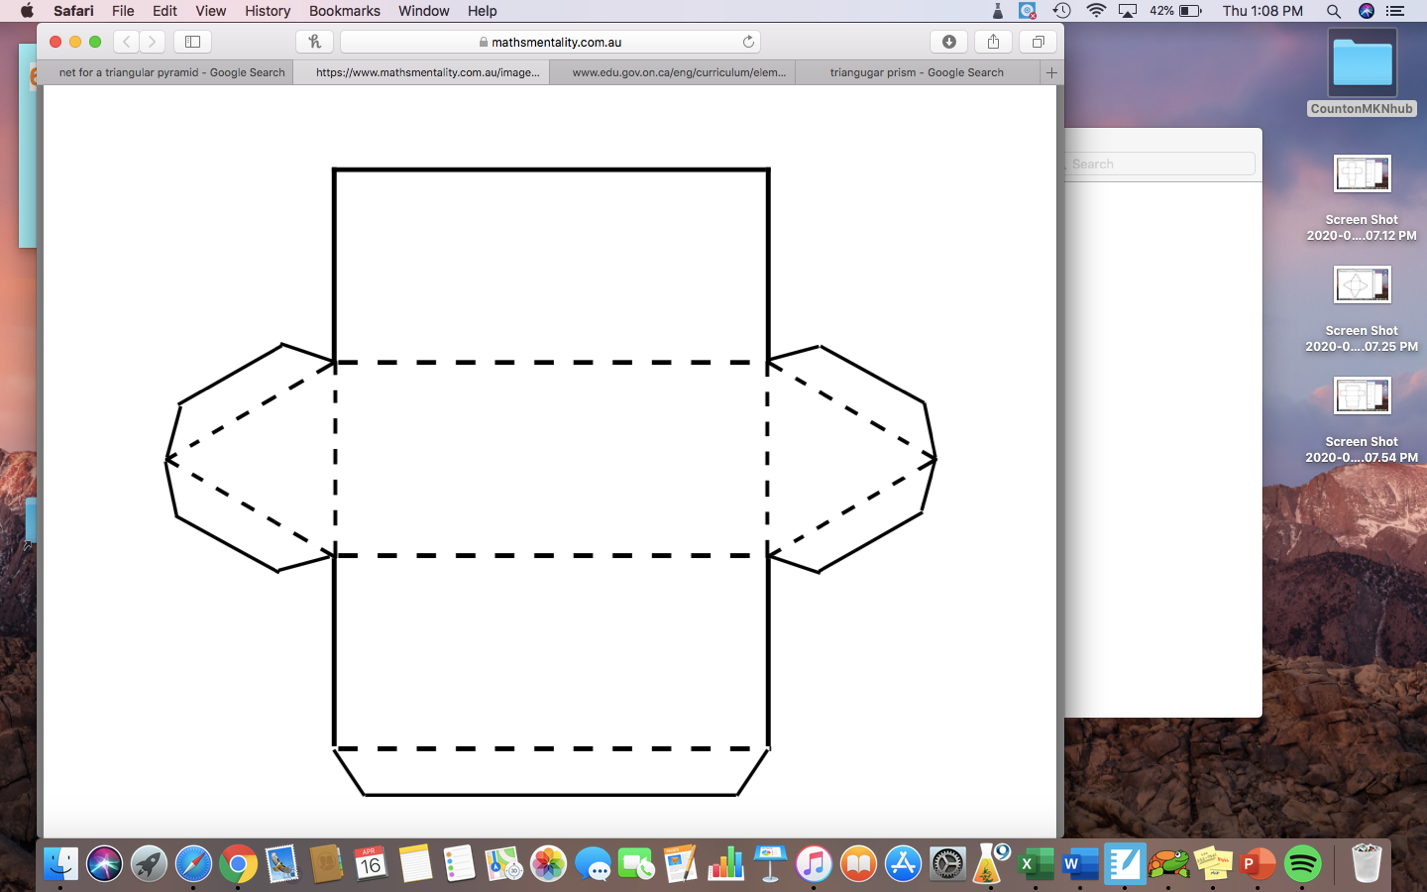 Safari File Edit View History Bookmarks Window Help 42% Thu 1:08 PM
mathsmentality.com.au
net for a triangular pyramid - Google Search
https://www.mathsmentality.com.au/image...
www.edu.gov.on.ca/eng/curriculum/elem...
triangugar prism - Google Search
CountonMKNhub
Search
Screen Shot
2020-0....07.12 PM
Screen Shot
2020-0....07.25 PM
Screen Shot
2020-0....07.54 PM
APR
16